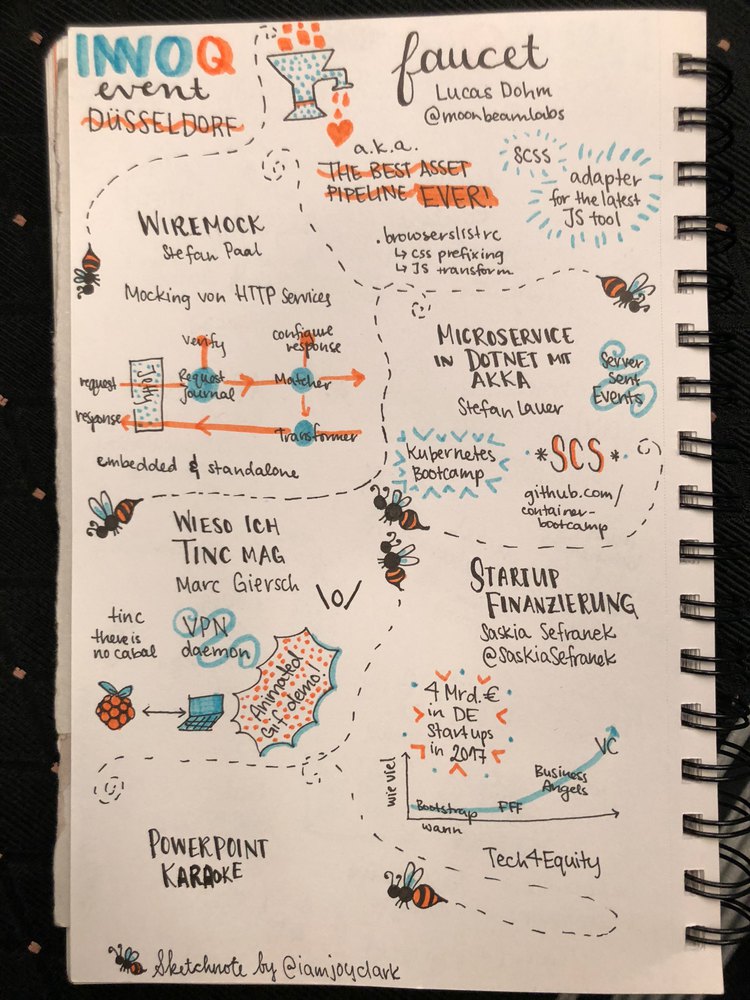 INNOQ
event
DÜSSELDORF
faucet
Lucas Dohm
@moonbeamlabs
a.k.a.
THE BEST ASSET
PIPELINE EVER!
SCSS
adapter
for the latest
JS tool
.browserslistrc
↳ css prefixing
↳ JS transform
WIREMOCK
Stefan Paal
Mocking von HTTP Services
verify
configure
response
request
Jetty
Request
Journal
Matcher
response
Transformer
embedded & standalone
MICROSERVICE
IN DOTNET MIT
AKKA
Stefan Lauer
Server
Sent
Events
Kubernetes
Bootcamp
*SCS*
github.com/
container-
bootcamp
WIESO ICH
TINC MAG
Marc Giersch
\o/
tinc
there is
no cabal
VPN
daemon
Animated
Gif demo!
STARTUP
FINANZIERUNG
Saskia Sefranek
@SaskiaSefranek
4 Mrd. €
in DE
Startups
in 2017
wie viel
Bootstrap
FFF
Business
Angels
VC
wann
Tech4Equity
POWERPOINT
KARAOKE
Sketchnote by @iamjoyclark